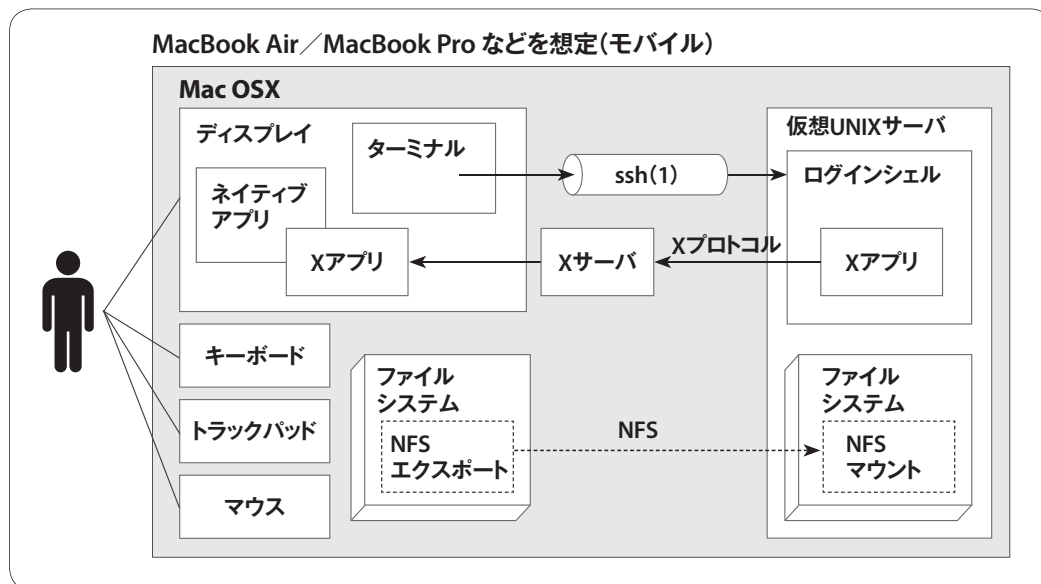 MacBook Air／MacBook Pro などを想定(モバイル)
Mac OSX
ディスプレイ
ターミナル
ネイティブ
アプリ
Xアプリ
ssh(1)
Xサーバ
Xプロトコル
仮想UNIXサーバ
ログインシェル
Xアプリ
キーボード
トラックパッド
マウス
ファイル
システム
NFS
エクスポート
NFS
ファイル
システム
NFS
マウント